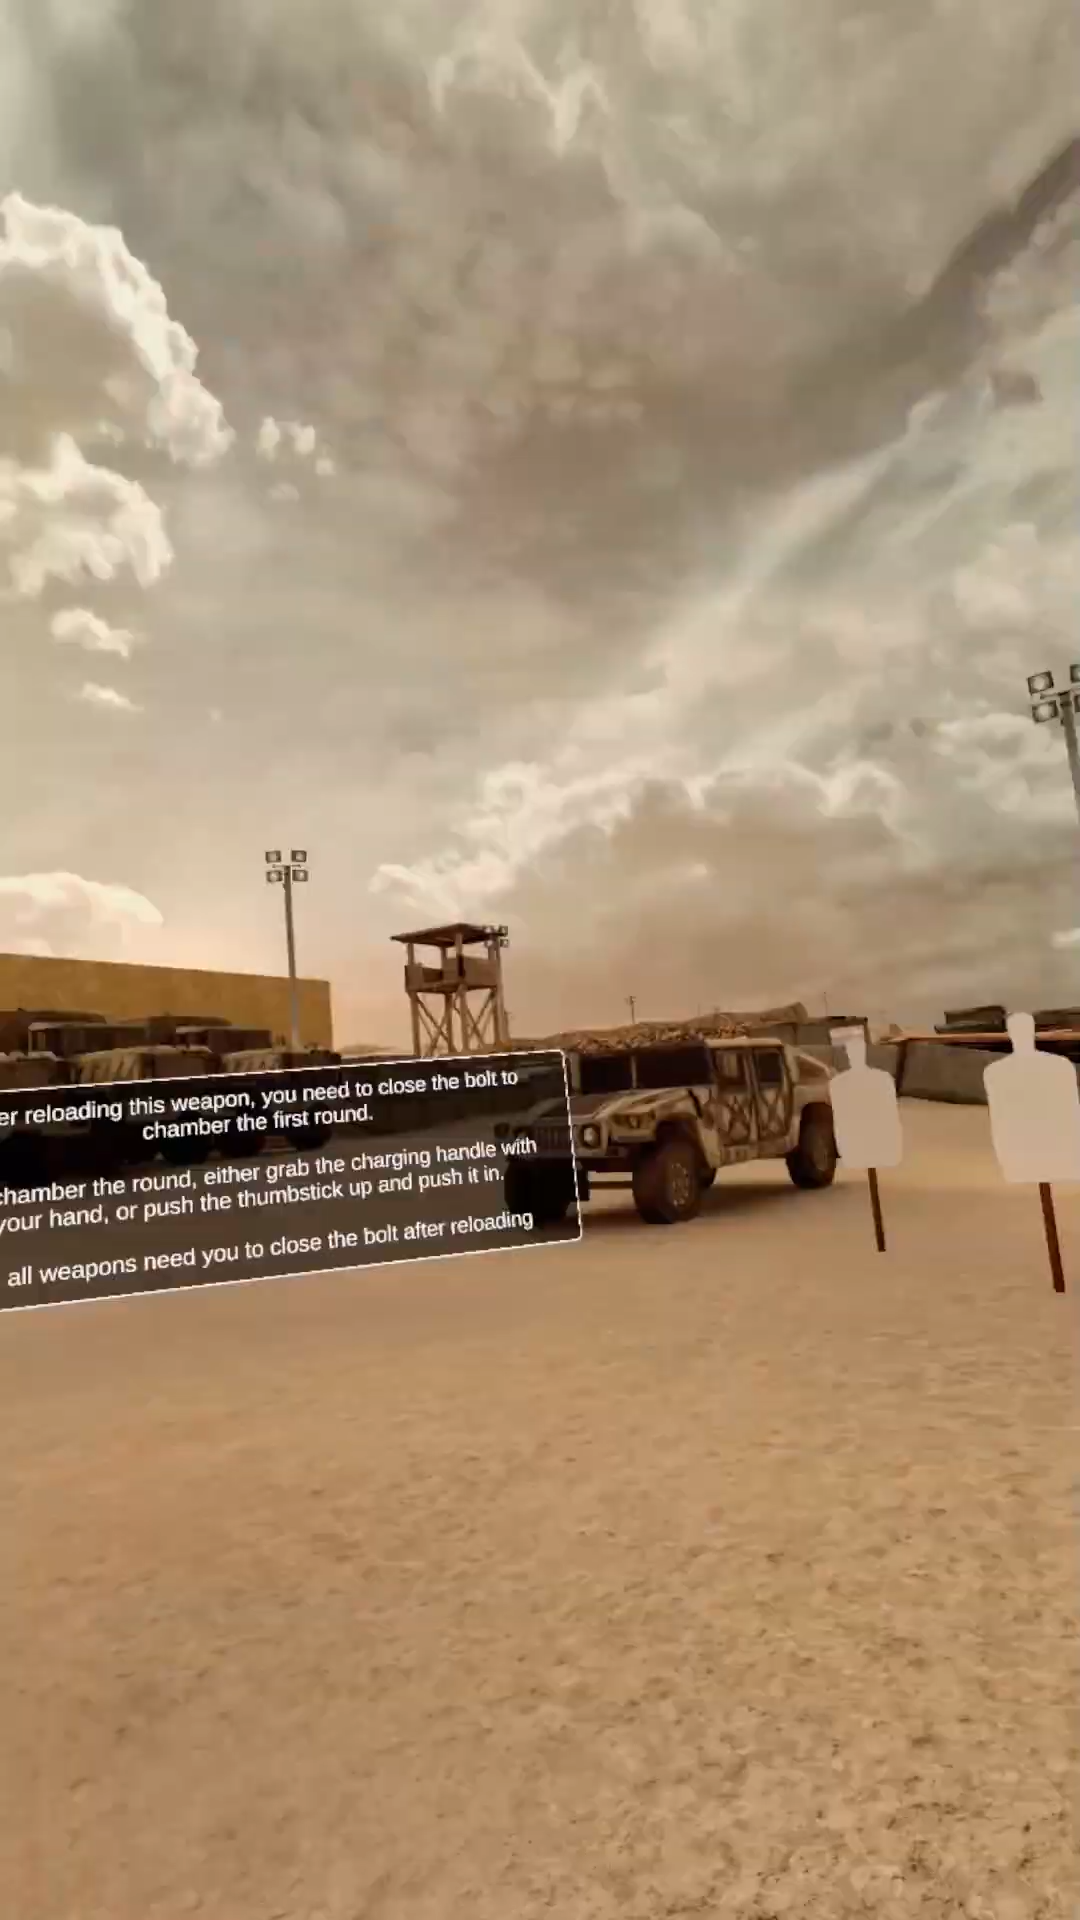 er reloading this weapon, you need to close the bolt to
chamber the first round.
chamber the round, either grab the charging handle with
your hand, or push the thumbstick up and push it in.
all weapons need you to close the bolt after reloading